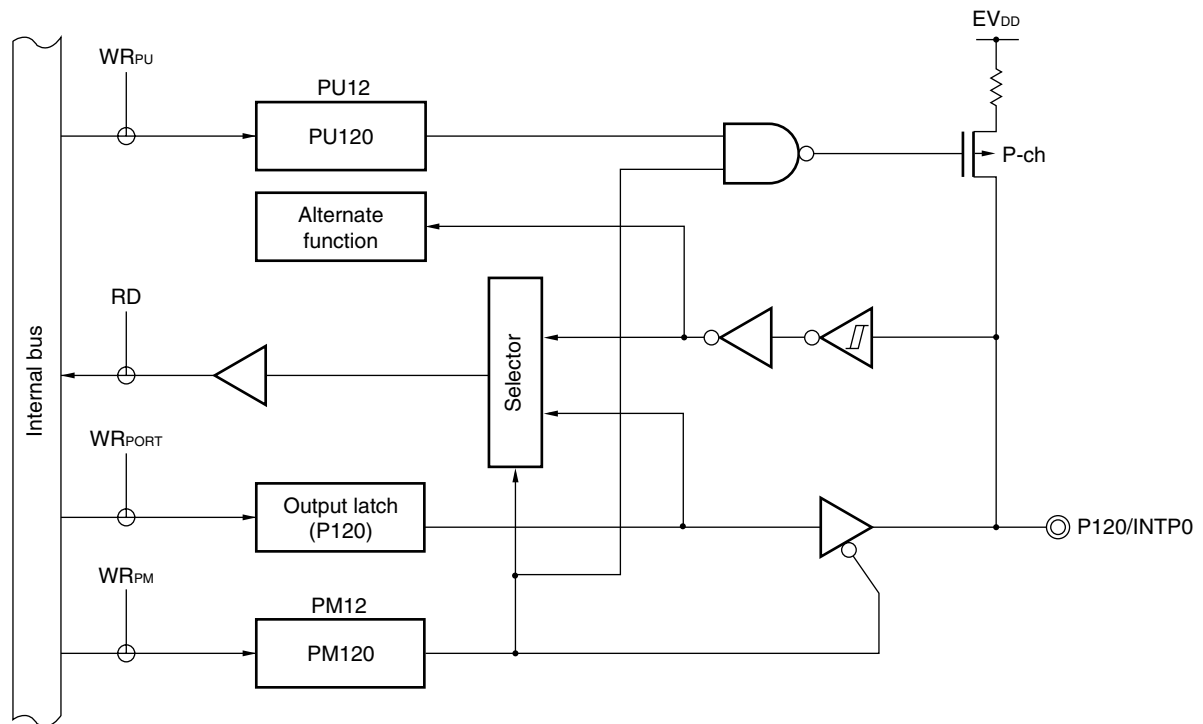 EVDD
WRPU
PU12
PU120
P-ch
Alternate
function
RD
Internal bus
Selector
WRPORT
Output latch
(P120)
P120/INTP0
WRPM
PM12
PM120